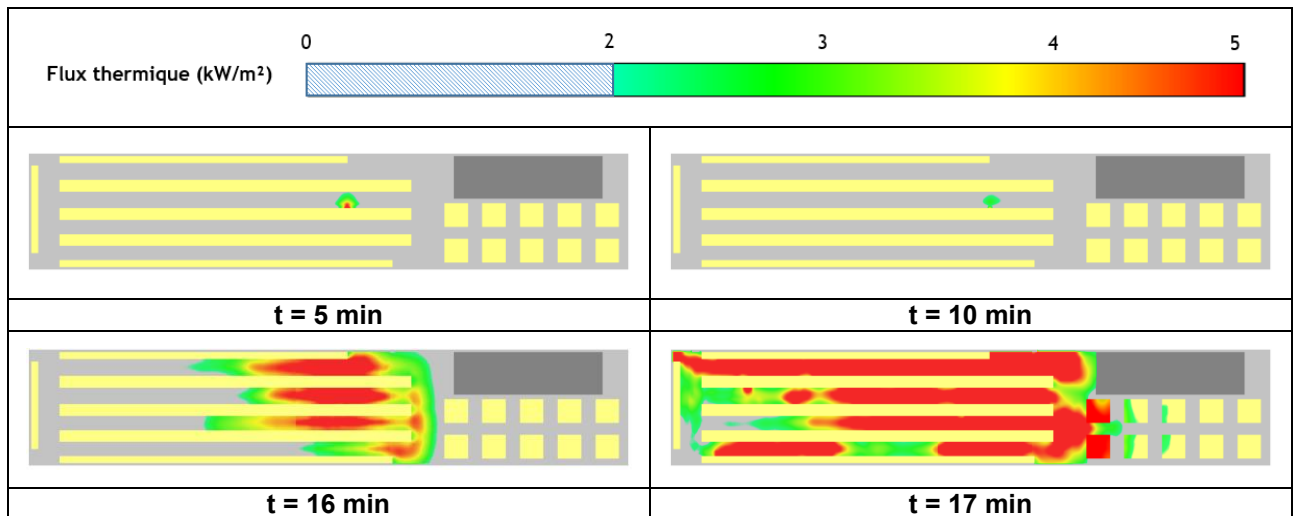 0 2 3 4 5
Flux thermique (kW/m²)
t = 5 min t = 10 min
t = 16 min t = 17 min